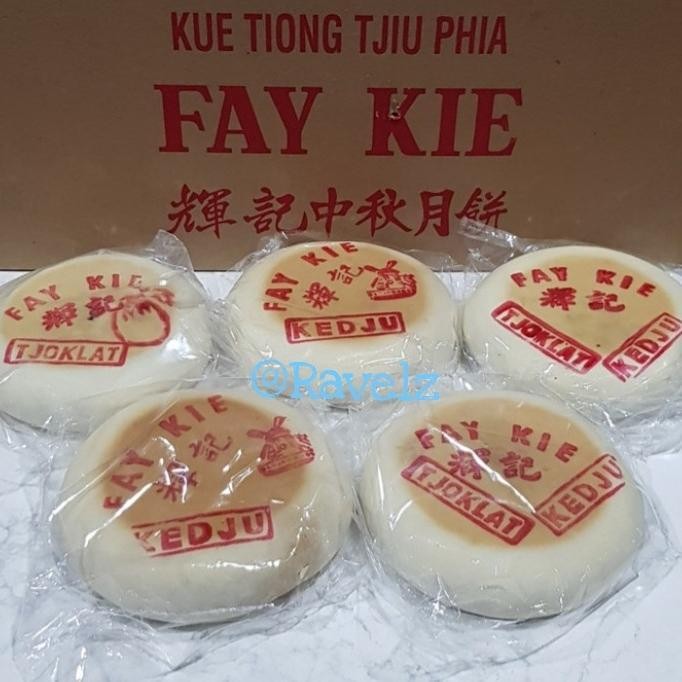 KUE TIONG TJIU PHIA
FAY KIE
輝記中秋月餅
FAY KIE
輝記
TJOKLAT
FAY KIE
輝記
KEDJU
FAY KIE
輝記
TJOKLAT
KEDJU
@Ravelz
FAY KIE
輝記
KEDJU
FAY KIE
輝記
TJOKLAT
KEDJU